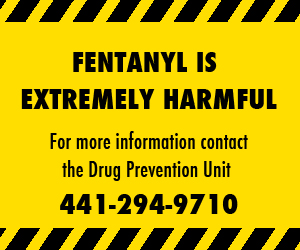 FENTANYL IS
EXTREMELY HARMFUL
For more information contact
the Drug Prevention Unit
441-294-9710